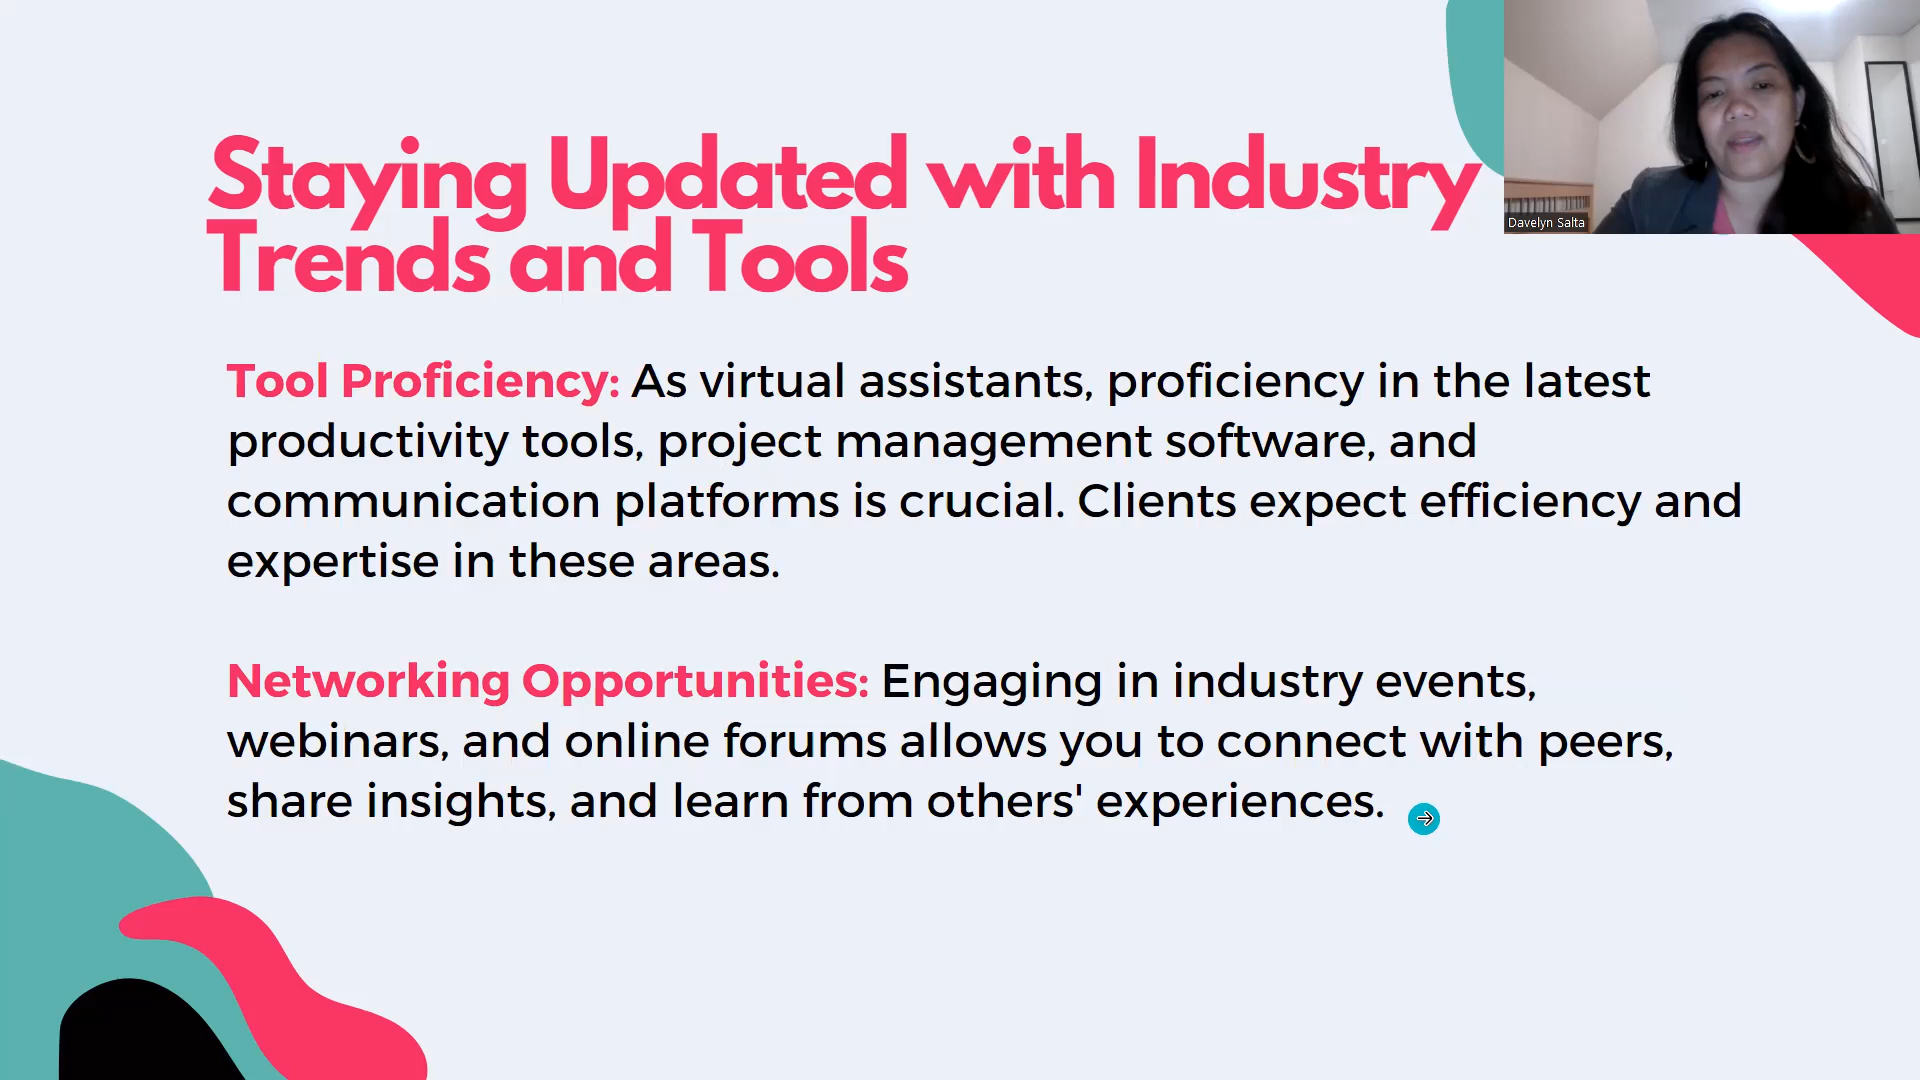 Staying Updated with Industry
Trends and Tools
Davelyn Salta
Tool Proficiency: As virtual assistants, proficiency in the latest
productivity tools, project management software, and
communication platforms is crucial. Clients expect efficiency and
expertise in these areas.
Networking Opportunities: Engaging in industry events,
webinars, and online forums allows you to connect with peers,
share insights, and learn from others' experiences.